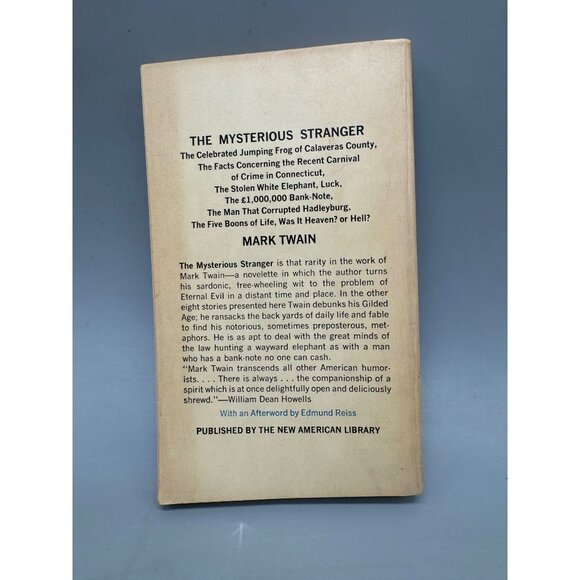 THE MYSTERIOUS STRANGER
The Celebrated Jumping Frog of Calaveras County,
The Facts Concerning the Recent Carnival
of Crime in Connecticut,
The Stolen White Elephant, Luck,
The £1,000,000 Bank-Note,
The Man That Corrupted Hadleyburg,
The Five Boons of Life, Was It Heaven? or Hell?
MARK TWAIN
The Mysterious Stranger is that rarity in the work of
Mark Twain—a novelette in which the author turns
his sardonic, free-wheeling wit to the problem of
Eternal Evil in a distant time and place. In the other
eight stories presented here Twain debunks his Gilded
Age; he ransacks the back yards of daily life and fable
to find his notorious, sometimes preposterous, met-
aphors. He is as apt to deal with the great minds of
the law hunting a wayward elephant as with a man
who has a bank-note no one can cash.
"Mark Twain transcends all other American humor-
ists. . . . There is always . . . the companionship of a
spirit which is at once delightfully open and deliciously
shrewd."—William Dean Howells
With an Afterword by Edmund Reiss
PUBLISHED BY THE NEW AMERICAN LIBRARY